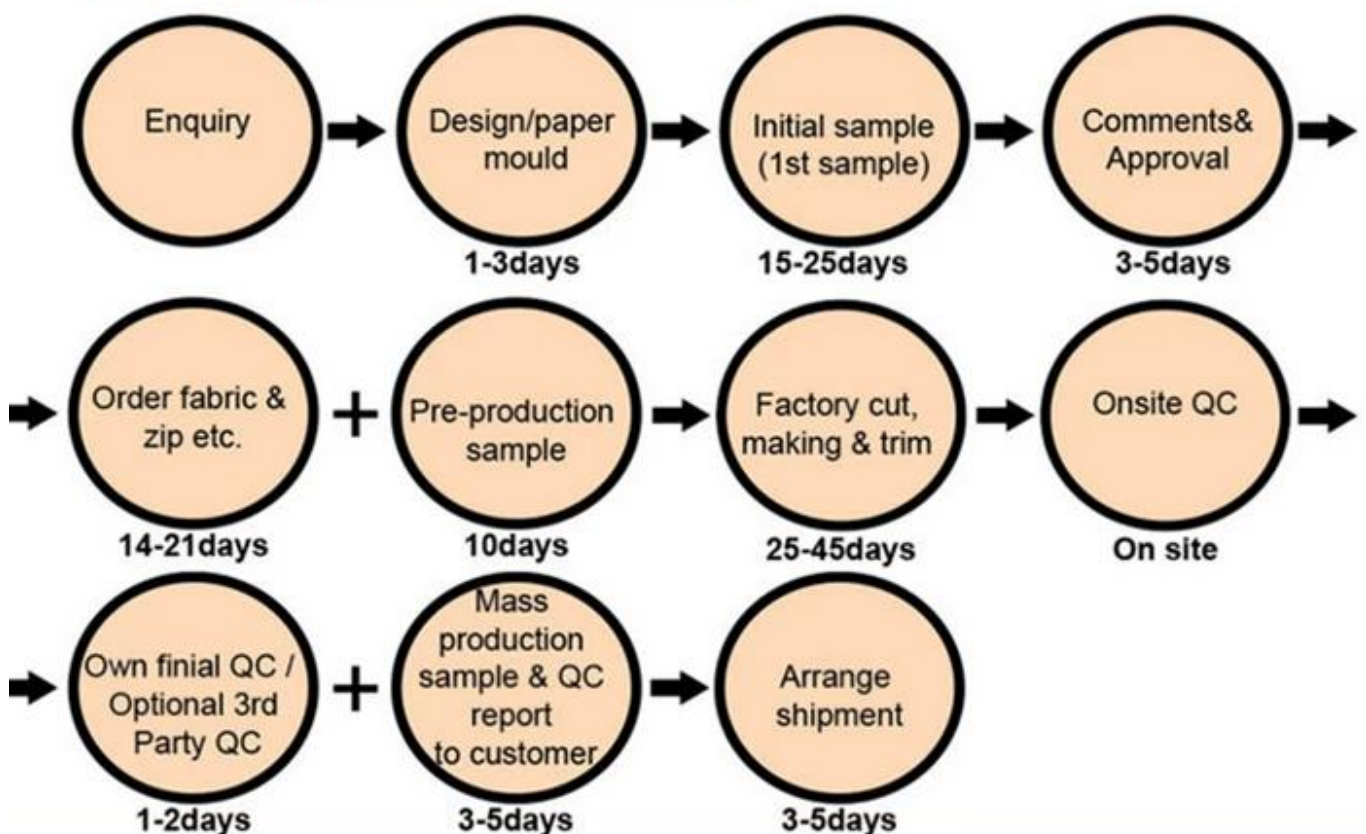 Enquiry
Design/paper
mould
1-3days
Initial sample
(1st sample)
15-25days
Comments&
Approval
3-5days
Order fabric &
zip etc.
14-21days
+
Pre-production
sample
10days
Factory cut,
making & trim
25-45days
Onsite QC
On site
Own finial QC /
Optional 3rd
Party QC
1-2days
+
Mass
production
sample & QC
report
to customer
3-5days
Arrange
shipment
3-5days